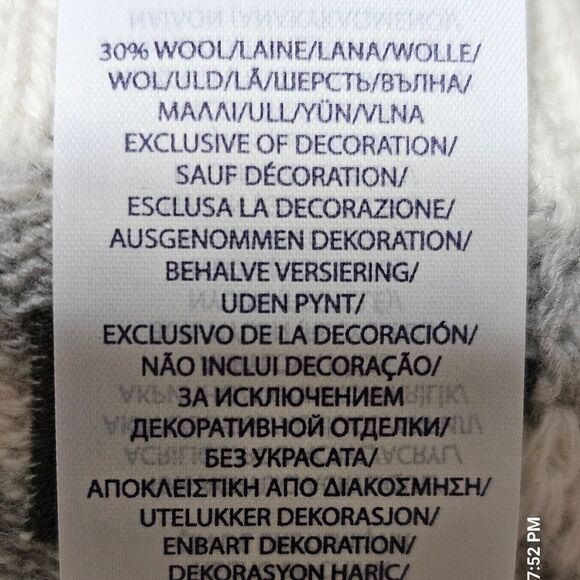 30% WOOL/LAINE/LANA/WOLLE/
WOL/ULD/LÃ/ШЕРСТЬ/ВЪЛНА/
ΜΑΛΛΙ/ULL/YÜN/VLNA
EXCLUSIVE OF DECORATION/
SAUF DÉCORATION/
ESCLUSA LA DECORAZIONE/
AUSGENOMMEN DEKORATION/
BEHALVE VERSIERING/
UDEN PYNT/
EXCLUSIVO DE LA DECORACIÓN/
NÃO INCLUI DECORAÇÃO/
ЗА ИСКЛЮЧЕНИЕМ
ДЕКОРАТИВНОЙ ОТДЕЛКИ/
БЕЗ УКРАСАТА/
ΑΠΟΚΛΕΙΣΤΙΚΗ ΑΠΟ ΔΙΑΚΟΣΜΗΣΗ/
UTELUKKER DEKORASJON/
ENBART DEKORATION/
DEKORASYON HARİÇ/
7:52 PM